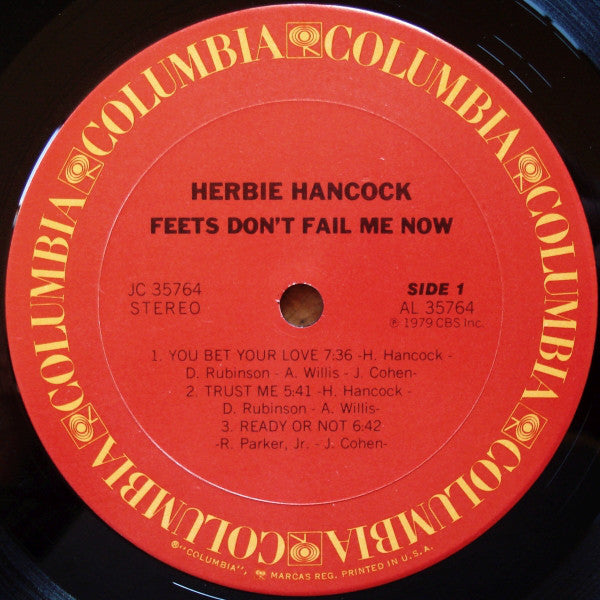 COLUMBIA COLUMBIA COLUMBIA COLUMBIA COLUMBIA COLUMBIA COLUMBIA
HERBIE HANCOCK
FEETS DON'T FAIL ME NOW
JC 35764
STEREO
SIDE 1
AL 35764
℗ 1979 CBS Inc.
1. YOU BET YOUR LOVE 7:36 -H. Hancock -
D. Rubinson - A. Willis - J. Cohen-
2. TRUST ME 5:41 -H. Hancock -
D. Rubinson - A. Willis-
3. READY OR NOT 6:42
-R. Parker, Jr. - J. Cohen-
®"COLUMBIA", MARCAS REG. PRINTED IN U.S.A.